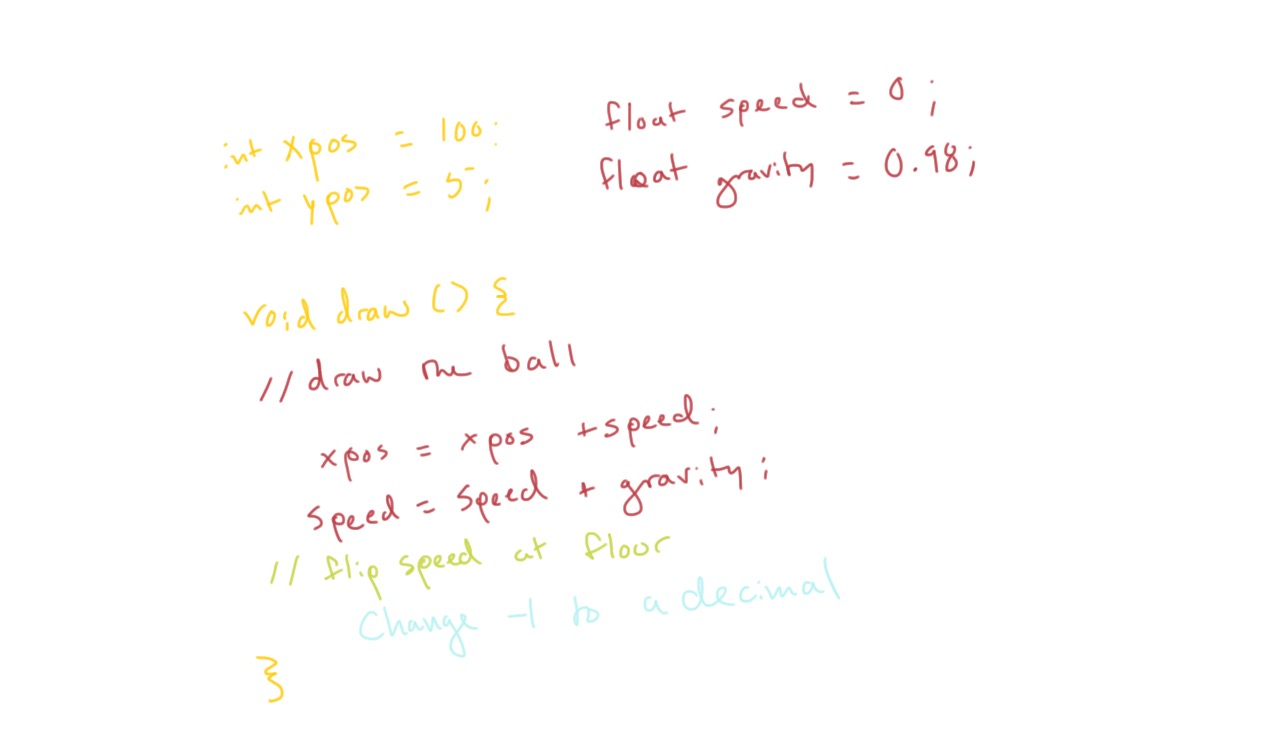 int xpos = 100:
int ypos = 5;
float speed = 0;
float gravity = 0.98;
void draw () {
// draw the ball
xpos = xpos + speed;
speed = speed + gravity;
// flip speed at floor
Change -1 to a decimal
}